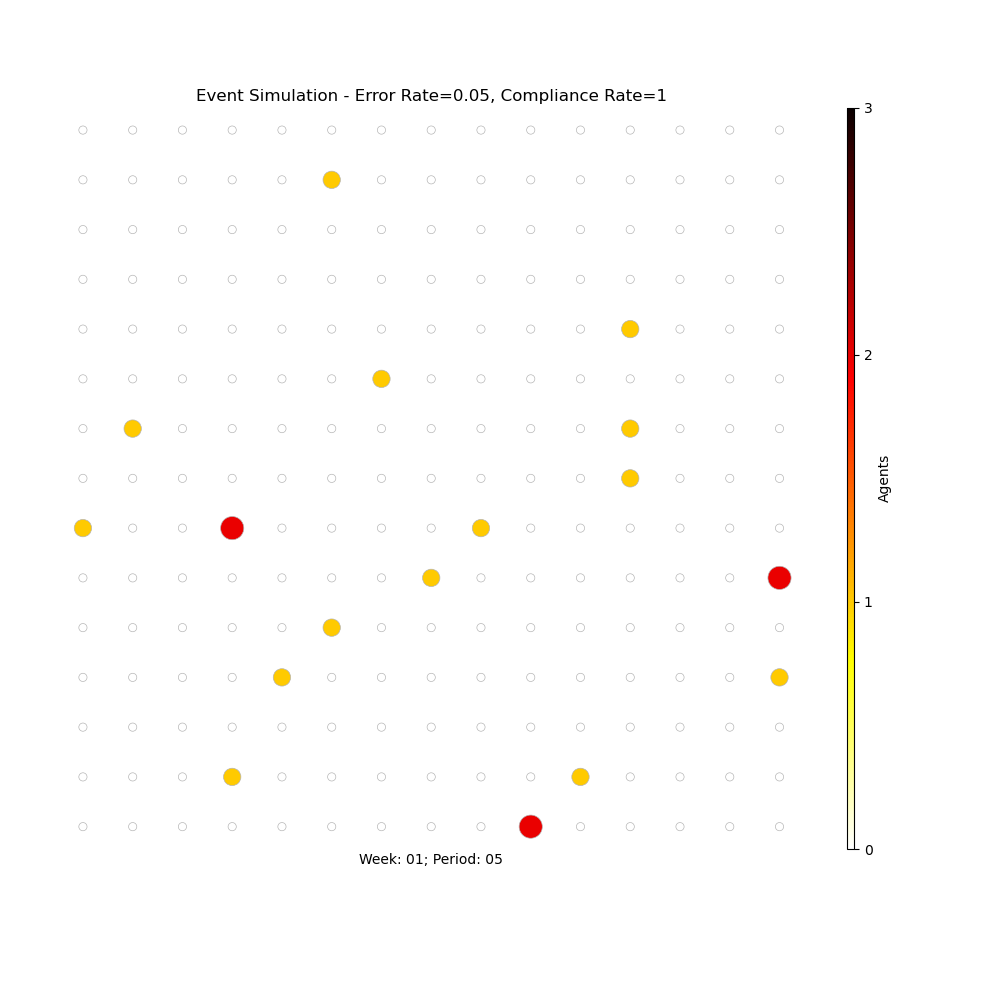 Event Simulation - Error Rate=0.05, Compliance Rate=1
3
2
Agents
1
0
Week: 01; Period: 05